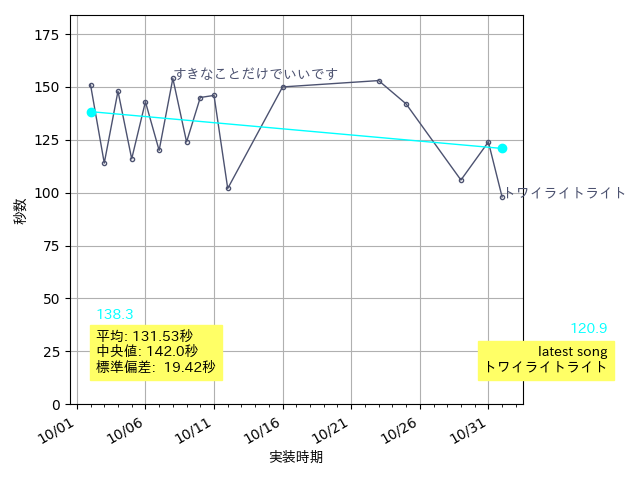 175
150
125
100
75
50
25
0
秒数
すきなことだけでいいです
トワイライトライト
138.3
平均: 131.53秒
中央値: 142.0秒
標準偏差: 19.42秒
120.9
latest song
トワイライトライト
10/01
10/06
10/11
10/16
10/21
10/26
10/31
実装時期